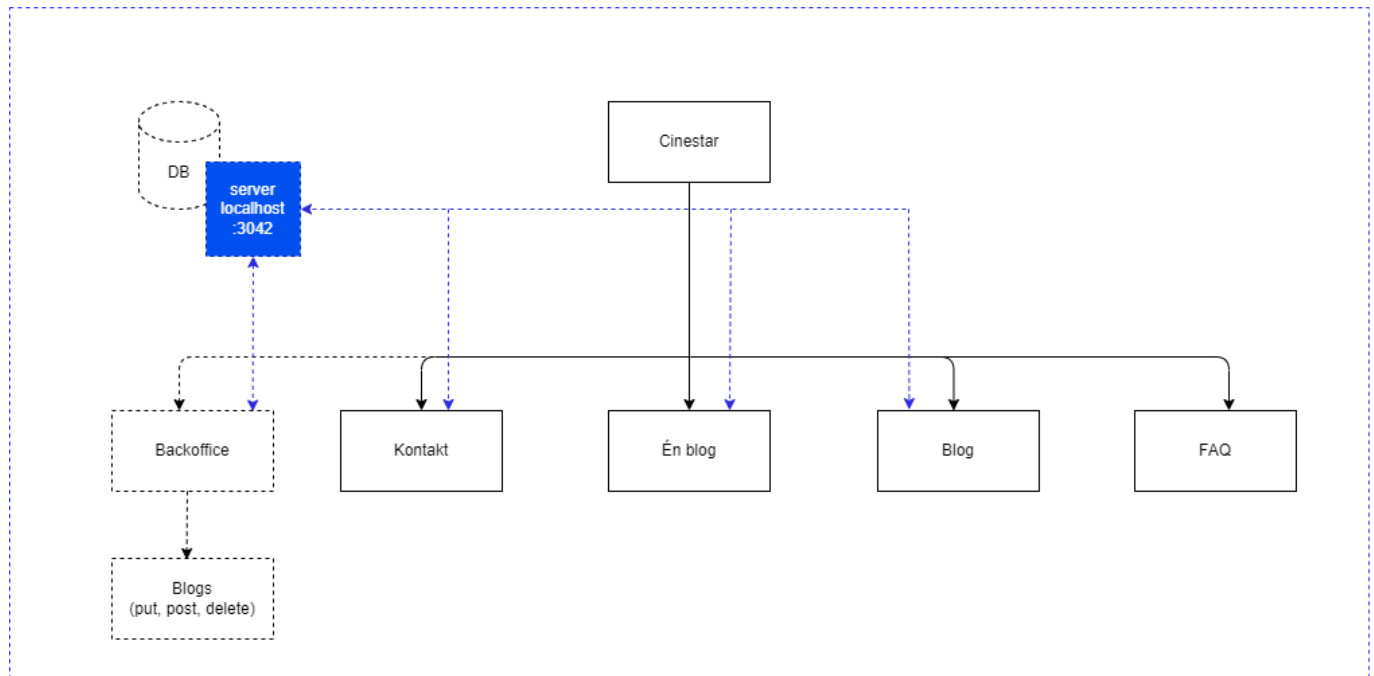 Cinestar
DB
server
localhost
:3042
Backoffice
Kontakt
Én blog
Blog
FAQ
Blogs
(put, post, delete)